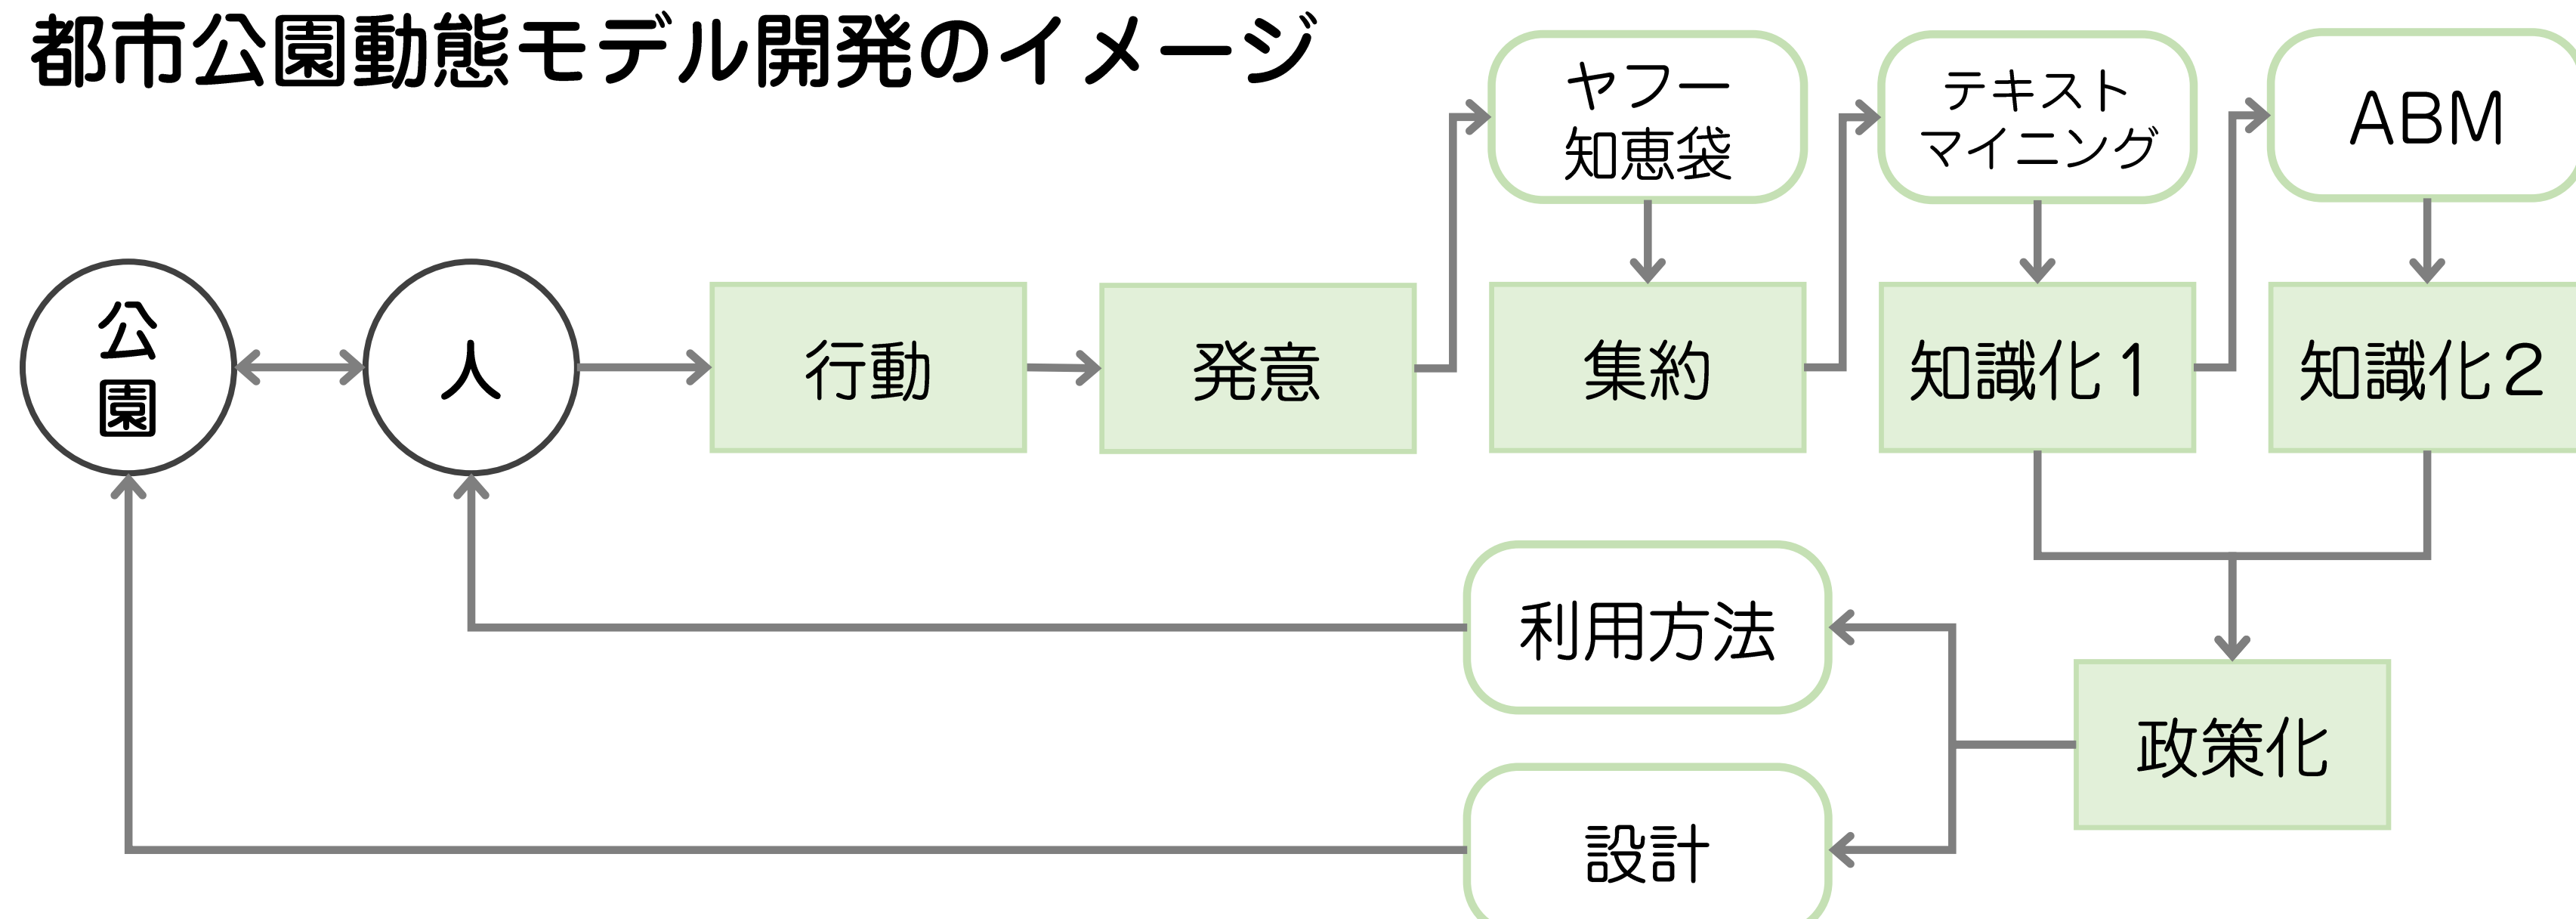 都市公園動態モデル開発のイメージ
ヤフー
知恵袋
テキスト
マイニング
ABM
公
園
人
行動
発意
集約
知識化1
知識化2
利用方法
政策化
設計